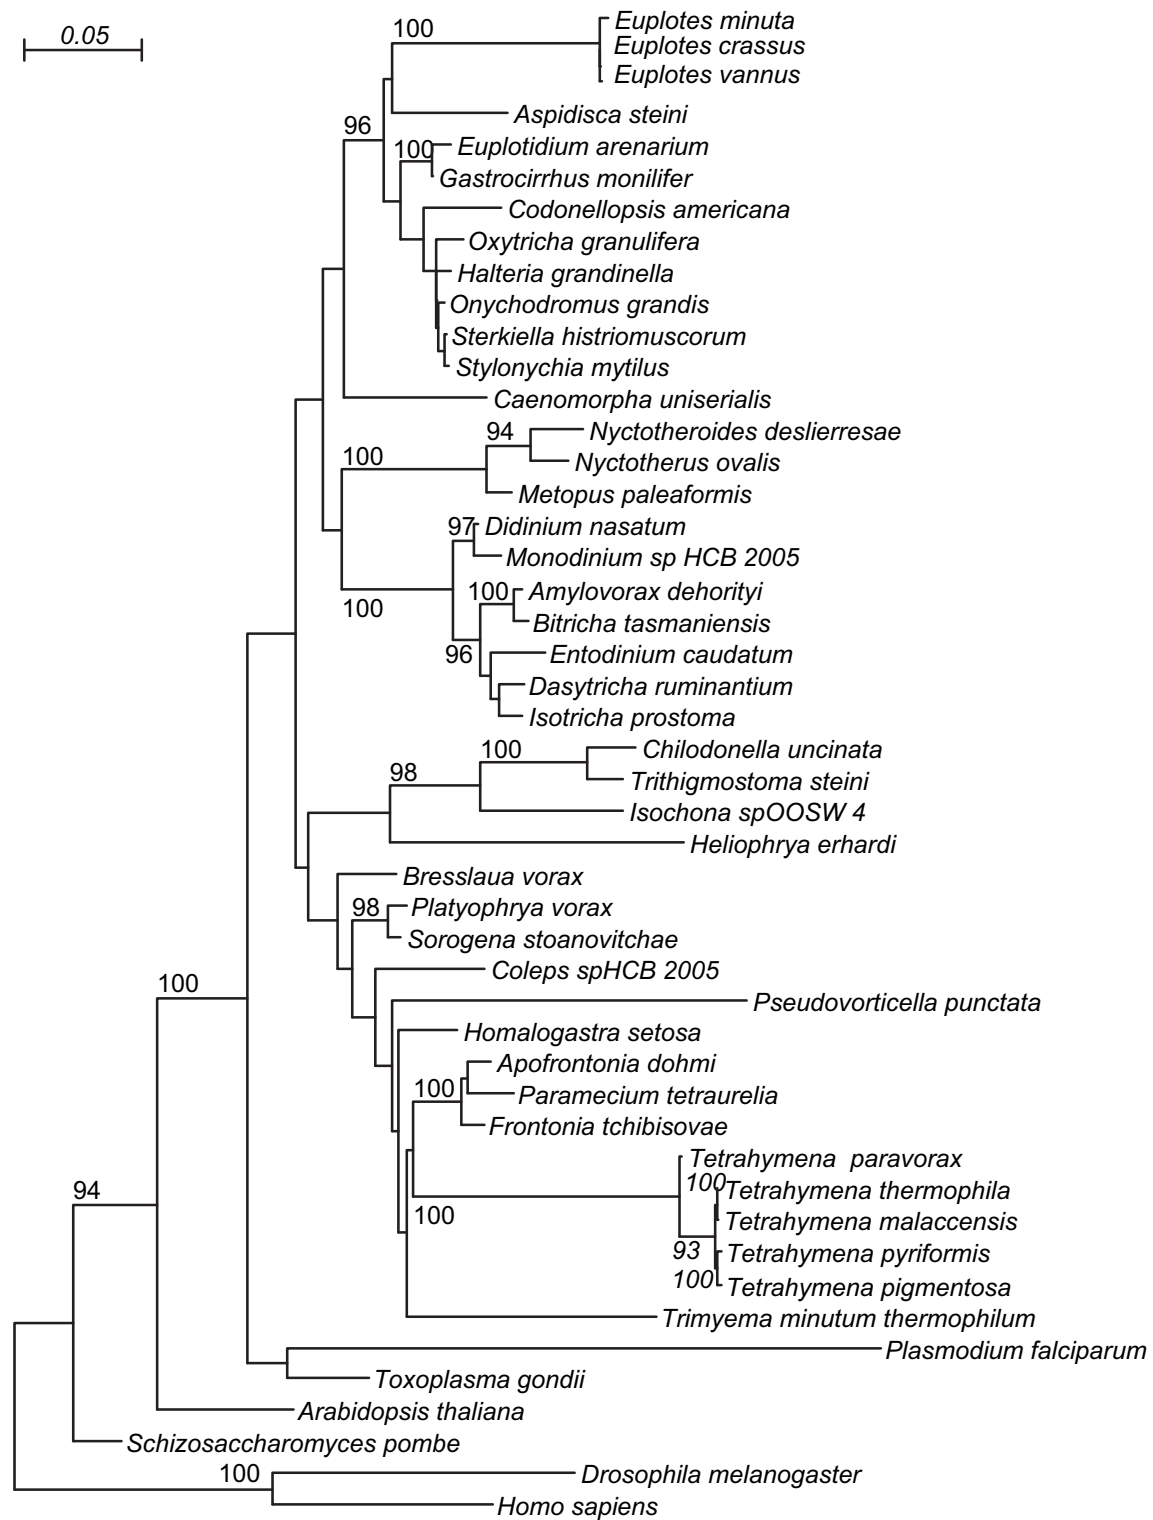 0.05
100
Euplotes minuta
Euplotes crassus
Euplotes vannus
Aspidisca steini
96
100
Euplotidium arenarium
Gastrocirrhus monilifer
Codonellopsis americana
Oxytricha granulifera
Halteria grandinella
Onychodromus grandis
Sterkiella histriomuscorum
Stylonychia mytilus
Caenomorpha uniserialis
94
Nyctotheroides deslierresae
100
Nyctotherus ovalis
Metopus paleaformis
97
Didinium nasatum
Monodinium sp HCB 2005
100
Amylovorax dehorityi
100
Bitricha tasmaniensis
96
Entodinium caudatum
Dasytricha ruminantium
Isotricha prostoma
100
Chilodonella uncinata
98
Trithigmostoma steini
Isochona spOOSW 4
Heliophrya erhardi
Bresslaua vorax
98
Platyophrya vorax
Sorogena stoanovitchae
Coleps spHCB 2005
100
Pseudovorticella punctata
Homalogastra setosa
Apofrontonia dohmi
100
Paramecium tetraurelia
Frontonia tchibisovae
Tetrahymena paravorax
100
Tetrahymena thermophila
94
100
Tetrahymena malaccensis
93
Tetrahymena pyriformis
100
Tetrahymena pigmentosa
Trimyema minutum thermophilum
Plasmodium falciparum
Toxoplasma gondii
Arabidopsis thaliana
Schizosaccharomyces pombe
100
Drosophila melanogaster
Homo sapiens